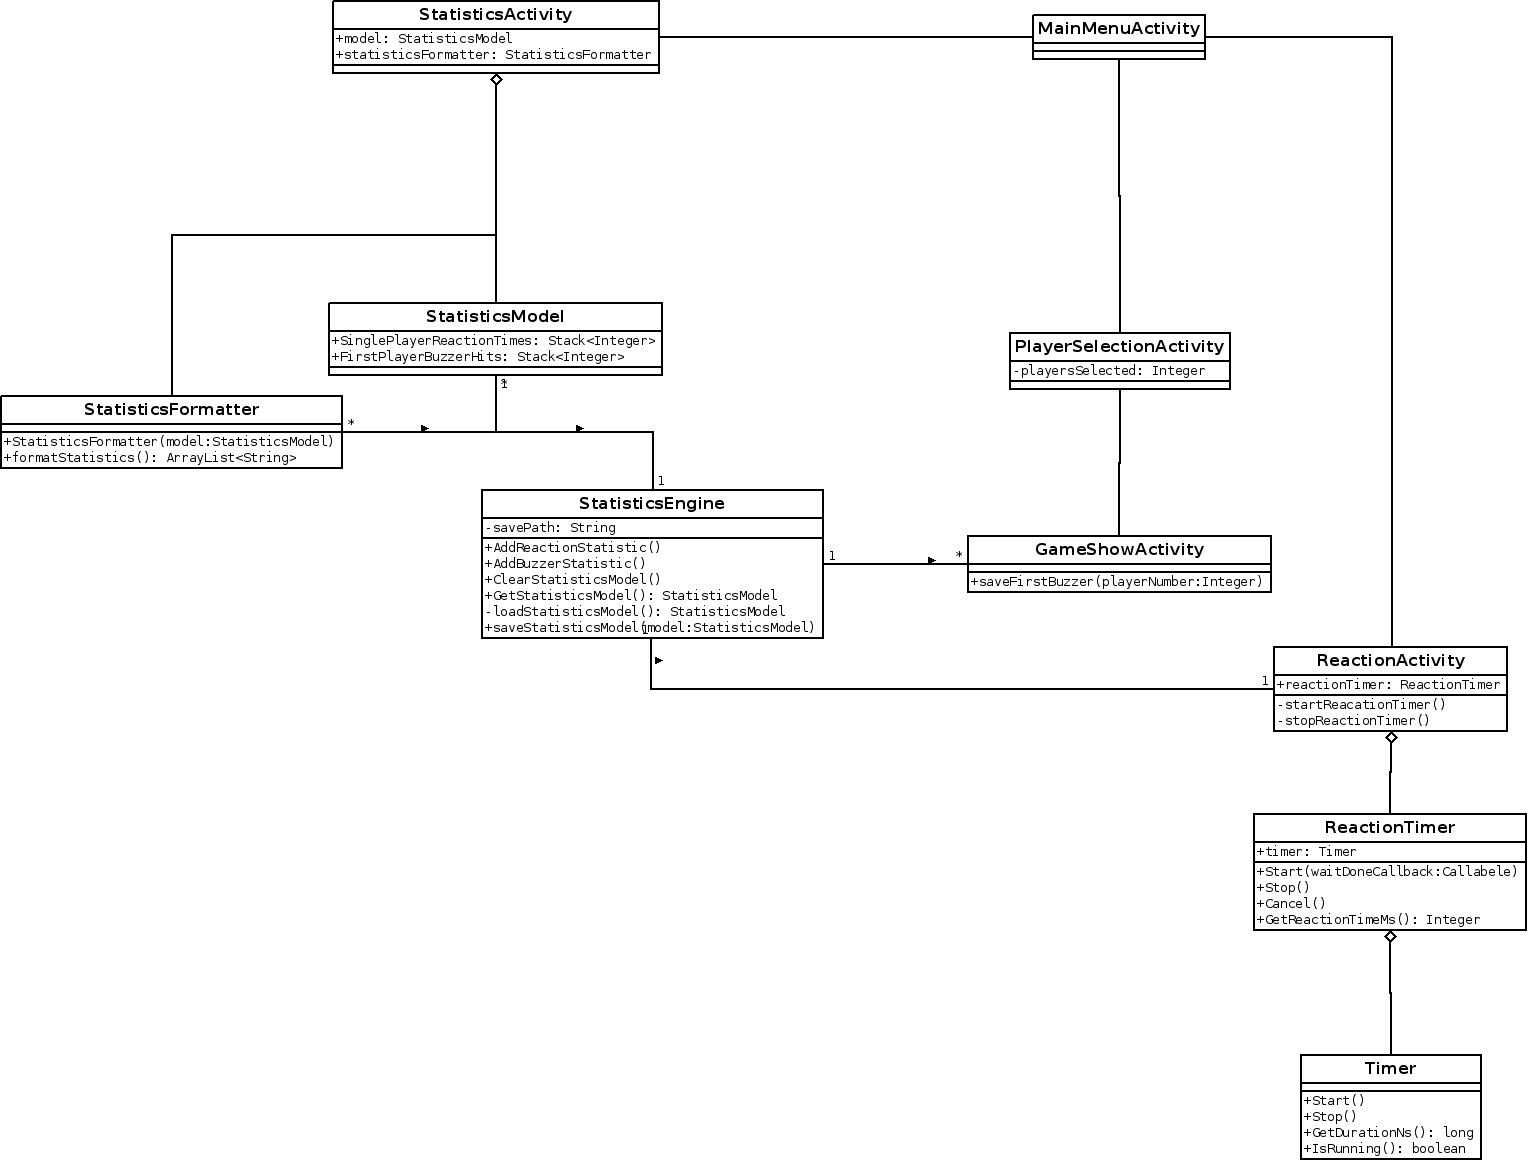 StatisticsActivity
+model: StatisticsModel
+statisticsFormatter: StatisticsFormatter
MainMenuActivity
StatisticsModel
+SinglePlayerReactionTimes: Stack<Integer>
+FirstPlayerBuzzerHits: Stack<Integer>
PlayerSelectionActivity
-playersSelected: Integer
*
1
StatisticsFormatter
+StatisticsFormatter(model:StatisticsModel)
+formatStatistics(): ArrayList<String>
*
1
StatisticsEngine
-savePath: String
+AddReactionStatistic()
+AddBuzzerStatistic()
+ClearStatisticsModel()
+GetStatisticsModel(): StatisticsModel
-loadStatisticsModel(): StatisticsModel
+saveStatisticsModel(model:StatisticsModel)
1
1
*
GameShowActivity
+saveFirstBuzzer(playerNumber:Integer)
1
ReactionActivity
+reactionTimer: ReactionTimer
-startReacationTimer()
-stopReactionTimer()
ReactionTimer
+timer: Timer
+Start(waitDoneCallback:Callabele)
+Stop()
+Cancel()
+GetReactionTimeMs(): Integer
Timer
+Start()
+Stop()
+GetDurationNs(): long
+IsRunning(): boolean